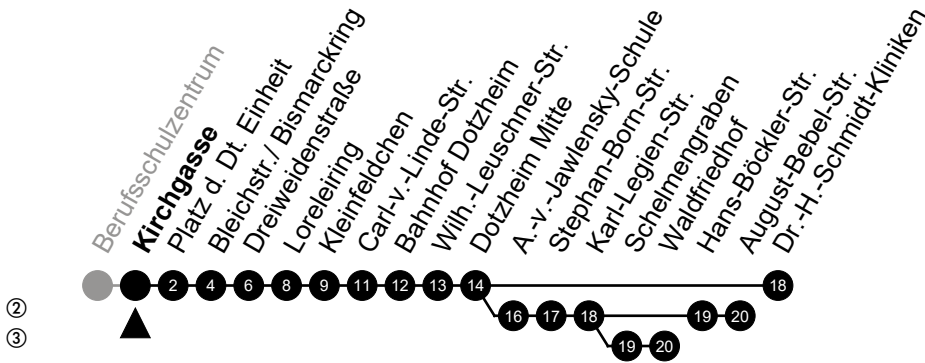 Berufsschulzentrum
Kirchgasse
Platz d. Dt. Einheit
Bleichstr./ Bismarckring
Dreiweidenstraße
Loreleiring
Kleinfeldchen
Carl-v.-Linde-Str.
Bahnhof Dotzheim
Wilh.-Leuschner-Str.
Dotzheim Mitte
A.-v.-Jawlensky-Schule
Stephan-Born-Str.
Karl-Legien-Str.
Schelmengraben
Waldfriedhof
Hans-Böckler-Str.
August-Bebel-Str.
Dr.-H.-Schmidt-Kliniken
2 4 6 8 9 11 12 13 14 18
② 16 17 18 19 20
③ 19 20